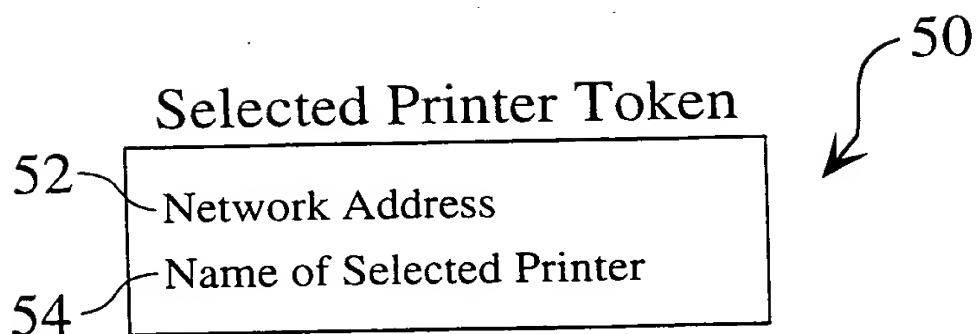 50
Selected Printer Token
52
Network Address
Name of Selected Printer
54